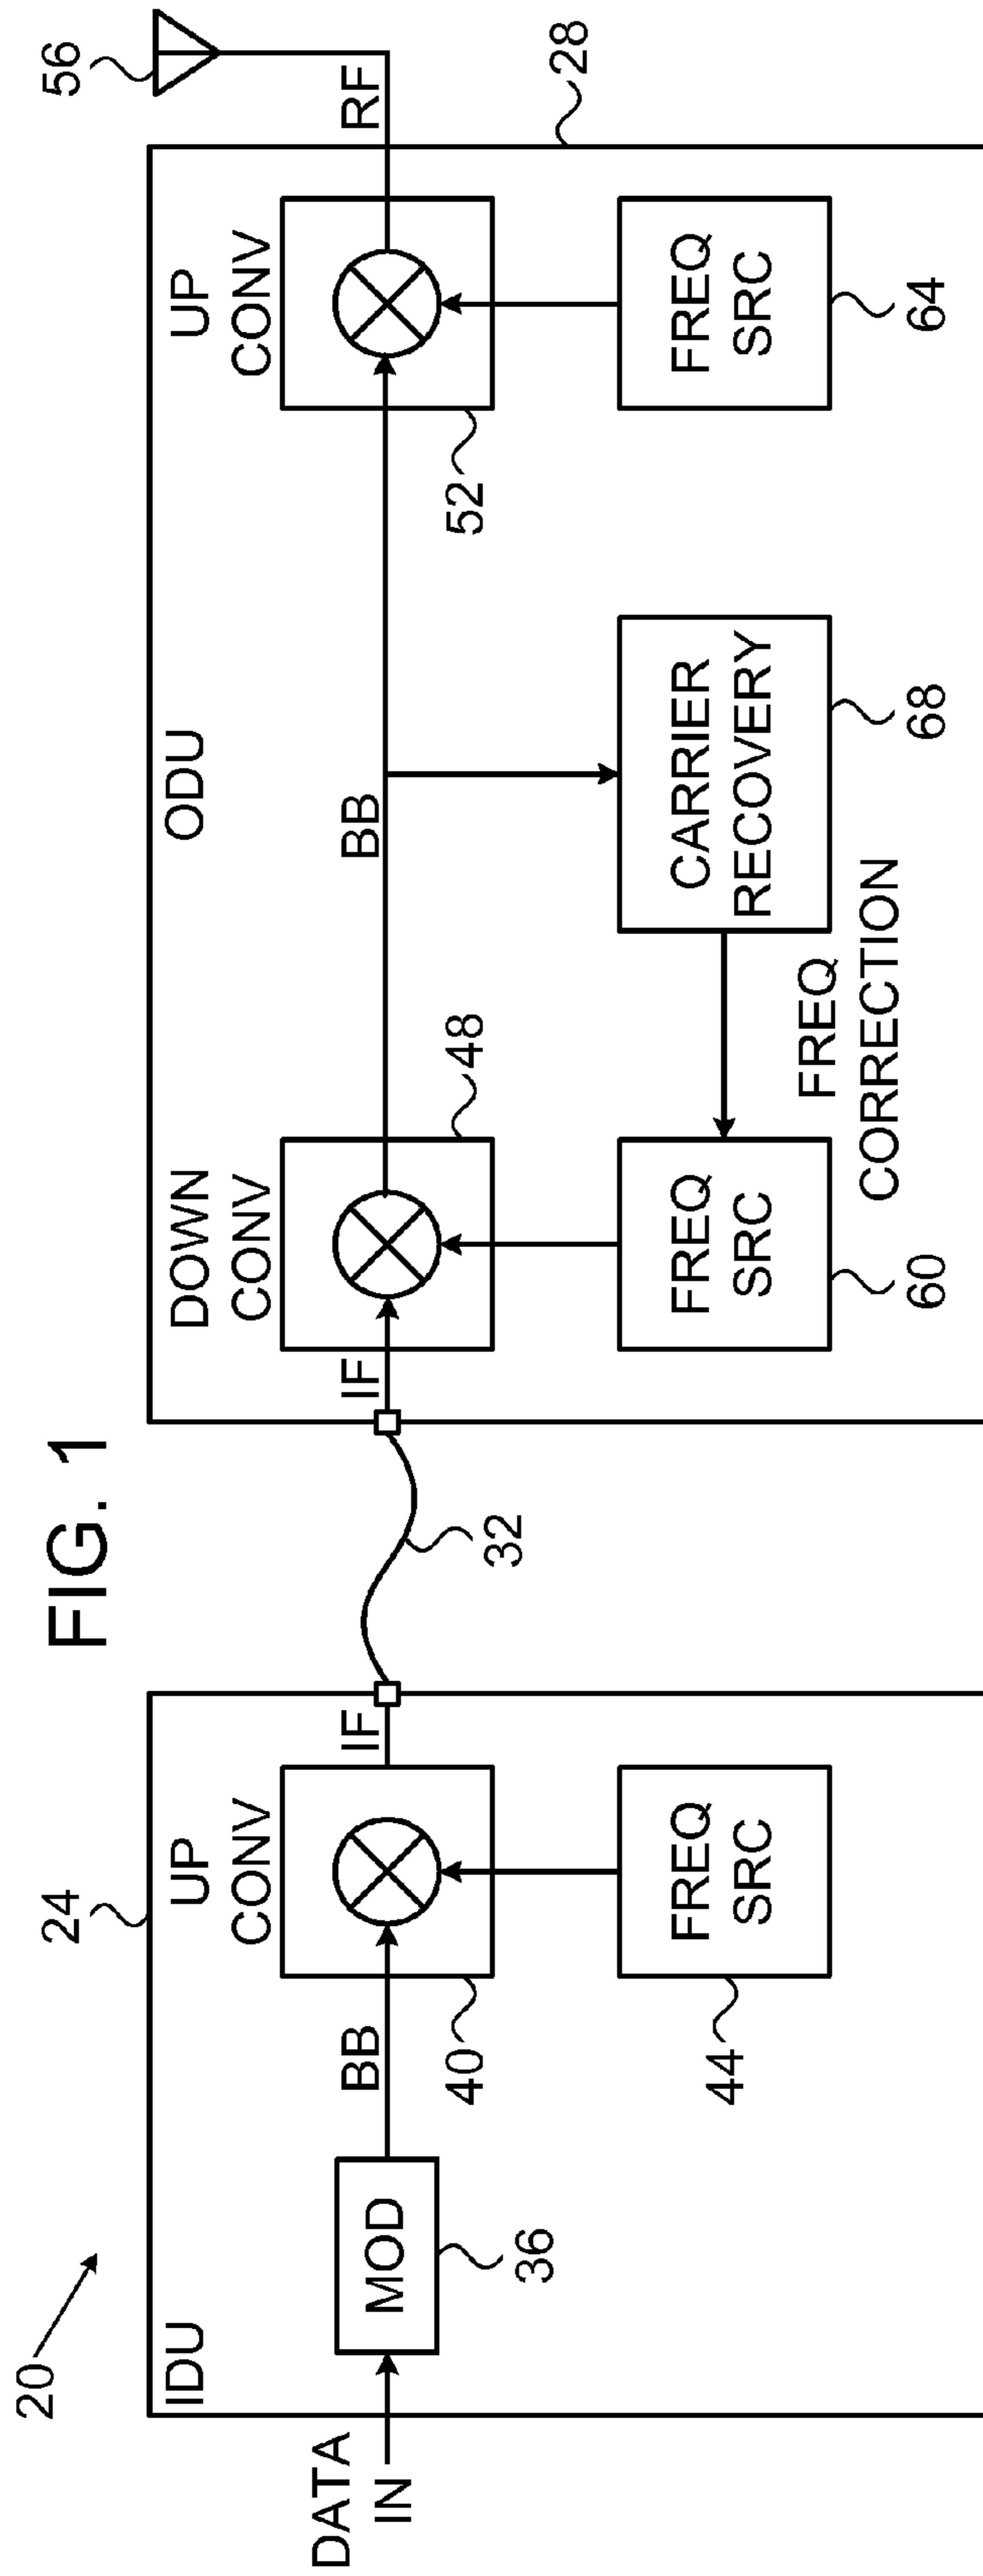 FIG. 1
20
24
IDU
DATA
IN
MOD
36
BB
UP
CONV
40
IF
FREQ
SRC
44
32
ODU
28
IF
DOWN
CONV
48
FREQ
SRC
60
BB
CARRIER
RECOVERY
68
FREQ
CORRECTION
UP
CONV
52
FREQ
SRC
64
RF
56